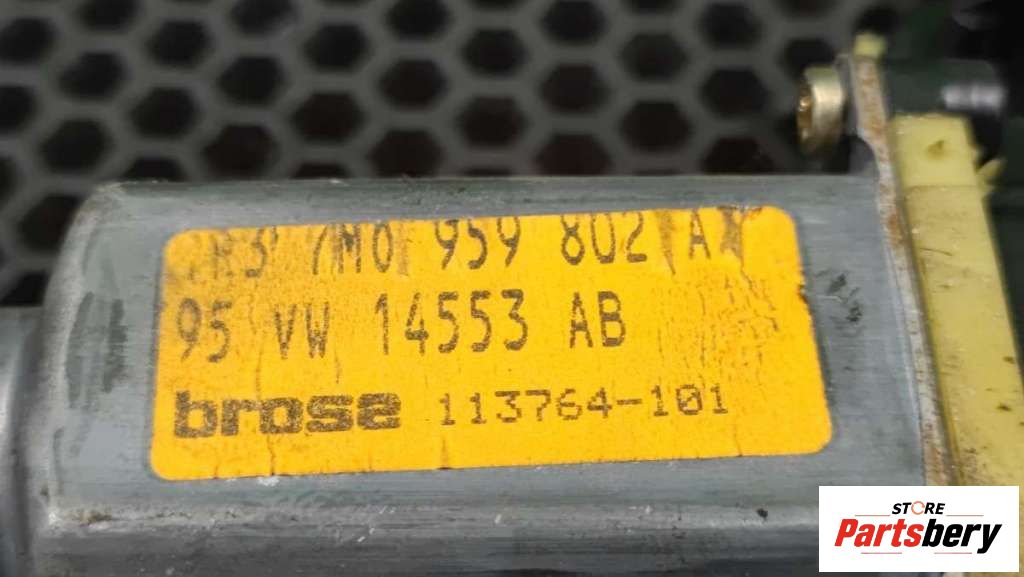 7M0 959 802 A
95 VW 14553 AB
brose 113764-101
STORE
Partsbery